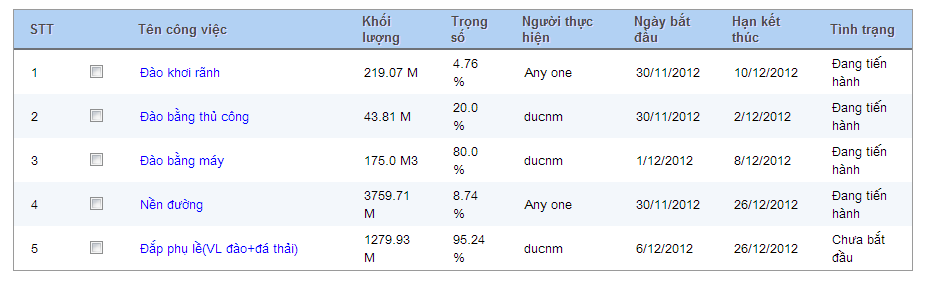 STT Tên công việc Khối lượng Trọng số Người thực hiện Ngày bắt đầu Hạn kết thúc Tình trạng
1 Đào khơi rãnh 219.07 M 4.76 % Any one 30/11/2012 10/12/2012 Đang tiến hành
2 Đào bằng thủ công 43.81 M 20.0 % ducnm 30/11/2012 2/12/2012 Đang tiến hành
3 Đào bằng máy 175.0 M3 80.0 % ducnm 1/12/2012 8/12/2012 Đang tiến hành
4 Nền đường 3759.71 M 8.74 % Any one 30/11/2012 26/12/2012 Đang tiến hành
5 Đắp phụ lề(VL đào+đá thải) 1279.93 M 95.24 % ducnm 6/12/2012 26/12/2012 Chưa bắt đầu